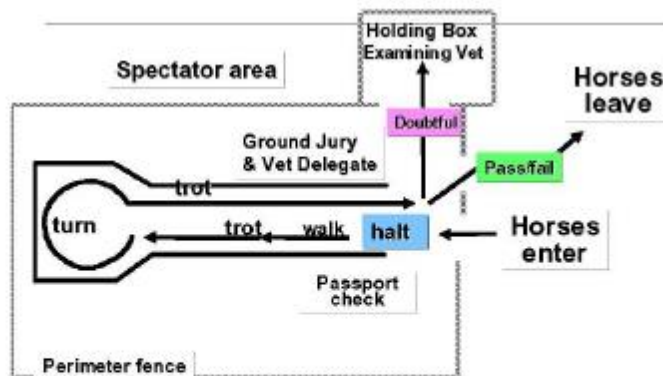 Holding Box
Examining Vet
Spectator area
Horses
leave
Doubtful
Ground Jury
& Vet Delegate
Pass/fail
trot
turn
trot
walk
halt
Horses
enter
Passport
check
Perimeter fence